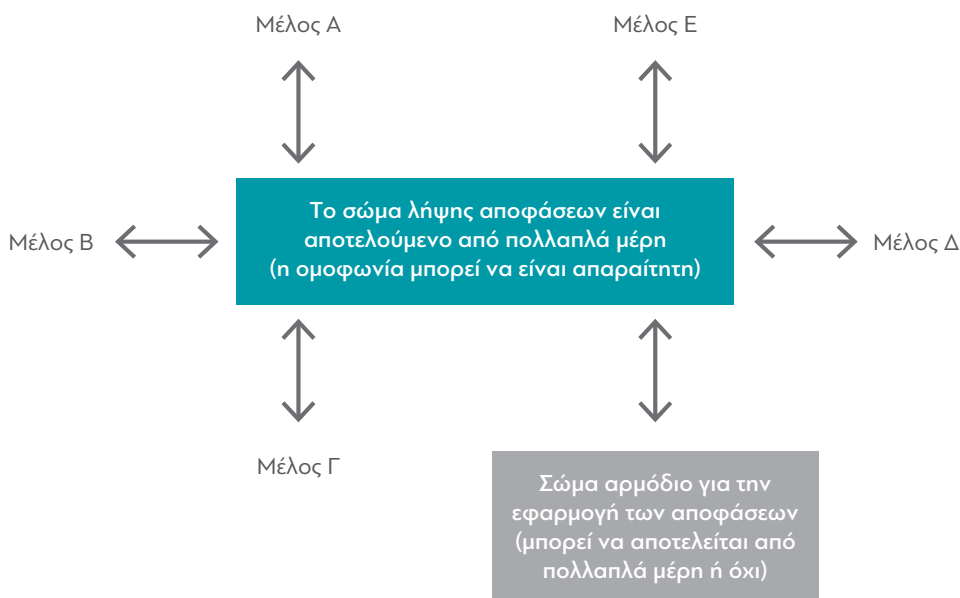 Μέλος Α
Μέλος Ε
Το σώμα λήψης αποφάσεων είναι
αποτελούμενο από πολλαπλά μέρη
(η ομοφωνία μπορεί να είναι απαραίτητη)
Μέλος Β
Μέλος Δ
Μέλος Γ
Σώμα αρμόδιο για την
εφαρμογή των αποφάσεων
(μπορεί να αποτελείται από
πολλαπλά μέρη ή όχι)